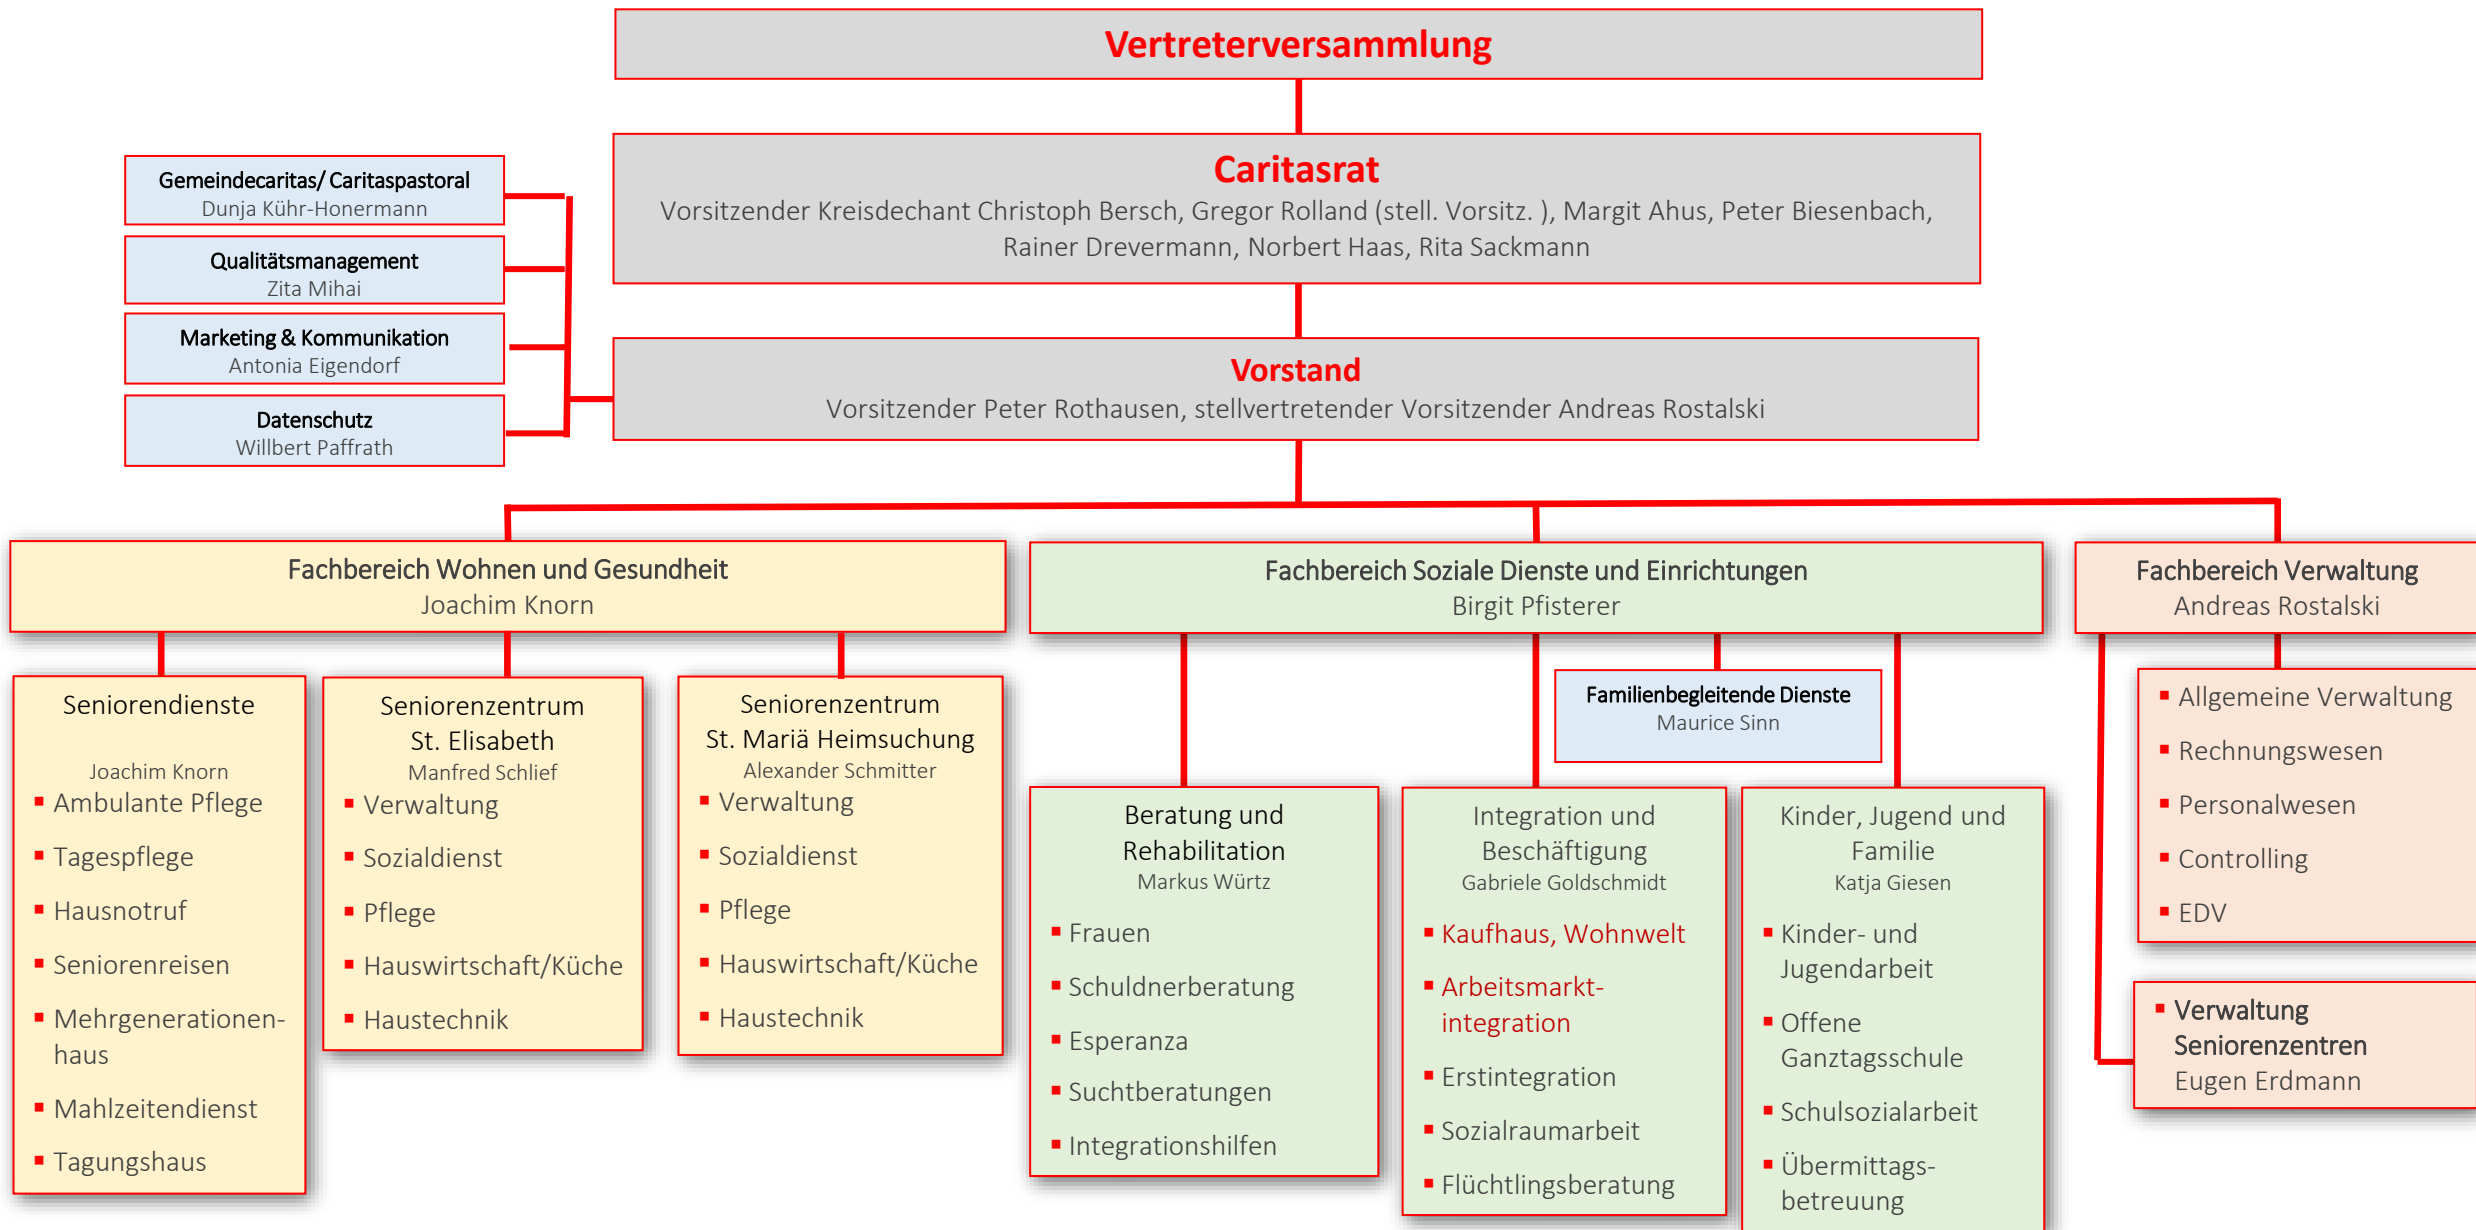 Vertreterversammlung
Caritasrat
Vorsitzender Kreisdechant Christoph Bersch, Gregor Rolland (stell. Vorsitz. ), Margit Ahus, Peter Biesenbach,
Rainer Drevermann, Norbert Haas, Rita Sackmann
Gemeindecaritas/ Caritaspastoral
Dunja Kühr-Honermann
Qualitätsmanagement
Zita Mihai
Marketing & Kommunikation
Antonia Eigendorf
Datenschutz
Willbert Paffrath
Vorstand
Vorsitzender Peter Rothausen, stellvertretender Vorsitzender Andreas Rostalski
Fachbereich Wohnen und Gesundheit
Joachim Knorn
Seniorendienste
Joachim Knorn
▪ Ambulante Pflege
▪ Tagespflege
▪ Hausnotruf
▪ Seniorenreisen
▪ Mehrgenerationen-
haus
▪ Mahlzeitendienst
▪ Tagungshaus
Seniorenzentrum
St. Elisabeth
Manfred Schlief
▪ Verwaltung
▪ Sozialdienst
▪ Pflege
▪ Hauswirtschaft/Küche
▪ Haustechnik
Seniorenzentrum
St. Mariä Heimsuchung
Alexander Schmitter
▪ Verwaltung
▪ Sozialdienst
▪ Pflege
▪ Hauswirtschaft/Küche
▪ Haustechnik
Fachbereich Soziale Dienste und Einrichtungen
Birgit Pfisterer
Familienbegleitende Dienste
Maurice Sinn
Beratung und
Rehabilitation
Markus Würtz
▪ Frauen
▪ Schuldnerberatung
▪ Esperanza
▪ Suchtberatungen
▪ Integrationshilfen
Integration und
Beschäftigung
Gabriele Goldschmidt
▪ Kaufhaus, Wohnwelt
▪ Arbeitsmarkt-
integration
▪ Erstintegration
▪ Sozialraumarbeit
▪ Flüchtlingsberatung
Kinder, Jugend und
Familie
Katja Giesen
▪ Kinder- und
Jugendarbeit
▪ Offene
Ganztagsschule
▪ Schulsozialarbeit
▪ Übermittags-
betreuung
Fachbereich Verwaltung
Andreas Rostalski
▪ Allgemeine Verwaltung
▪ Rechnungswesen
▪ Personalwesen
▪ Controlling
▪ EDV
▪ Verwaltung
Seniorenzentren
Eugen Erdmann